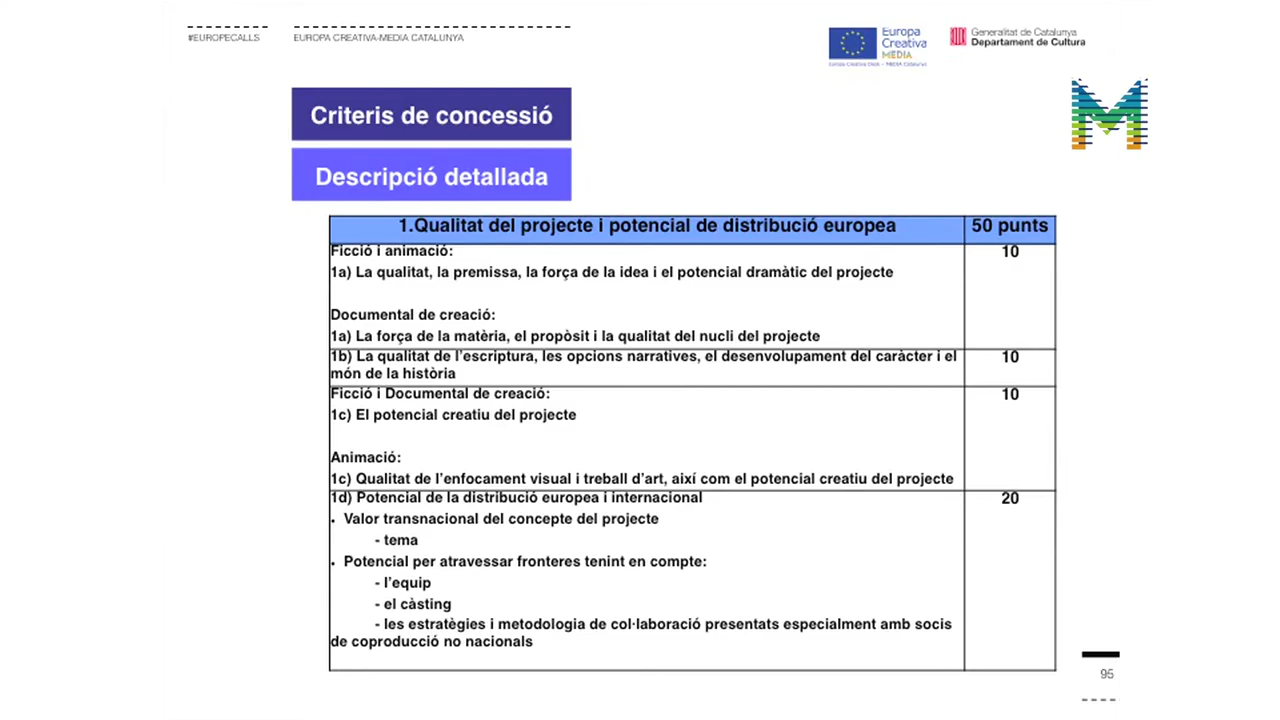 #EUROPECALLS
EUROPA CREATIVA-MEDIA CATALUNYA
Europa
Creativa
MEDIA
Europa Creativa Desk - MEDIA Catalunya
Generalitat de Catalunya
Departament de Cultura
Criteris de concessió
Descripció detallada
1.Qualitat del projecte i potencial de distribució europea
50 punts
Ficció i animació:
10
1a) La qualitat, la premissa, la força de la idea i el potencial dramàtic del projecte
Documental de creació:
1a) La força de la matèria, el propòsit i la qualitat del nucli del projecte
1b) La qualitat de l'escriptura, les opcions narratives, el desenvolupament del caràcter i el
món de la història
10
Ficció i Documental de creació:
10
1c) El potencial creatiu del projecte
Animació:
1c) Qualitat de l'enfocament visual i treball d'art, així com el potencial creatiu del projecte
1d) Potencial de la distribució europea i internacional
20
• Valor transnacional del concepte del projecte
- tema
• Potencial per atravessar fronteres tenint en compte:
- l'equip
- el càsting
- les estratègies i metodologia de col·laboració presentats especialment amb socis
de coproducció no nacionals
95